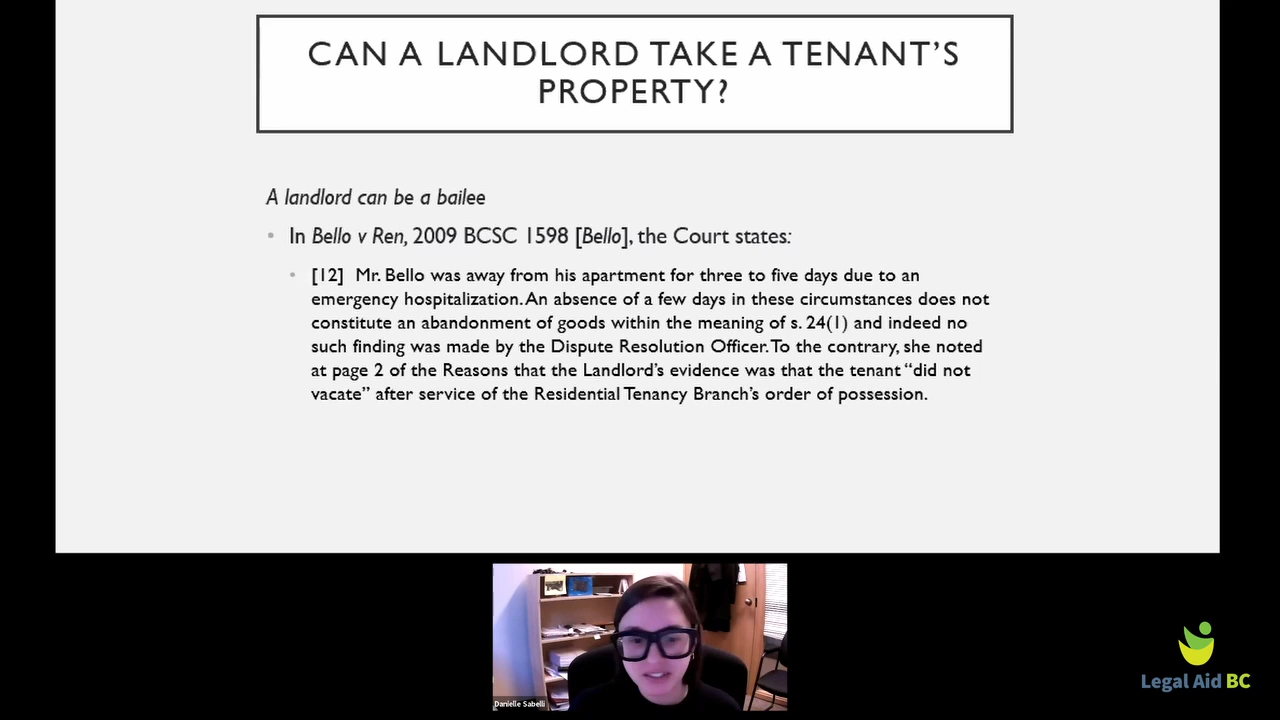 CAN A LANDLORD TAKE A TENANT’S
PROPERTY?
A landlord can be a bailee
• In Bello v Ren, 2009 BCSC 1598 [Bello], the Court states:
• [12] Mr. Bello was away from his apartment for three to five days due to an
emergency hospitalization. An absence of a few days in these circumstances does not
constitute an abandonment of goods within the meaning of s. 24(1) and indeed no
such finding was made by the Dispute Resolution Officer. To the contrary, she noted
at page 2 of the Reasons that the Landlord’s evidence was that the tenant “did not
vacate” after service of the Residential Tenancy Branch’s order of possession.
Danielle Sabelli
Legal Aid BC